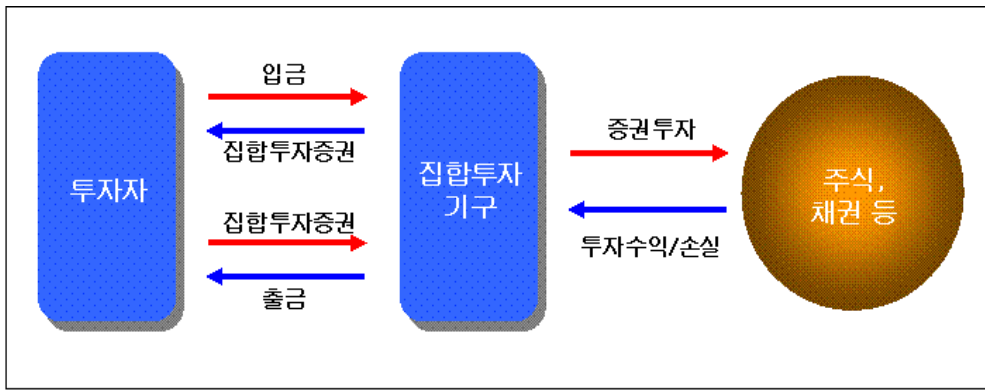 입금
집합투자증권
투자자
집합투자증권
출금
집합투자
기구
증권투자
투자수익/손실
주식,
채권 등